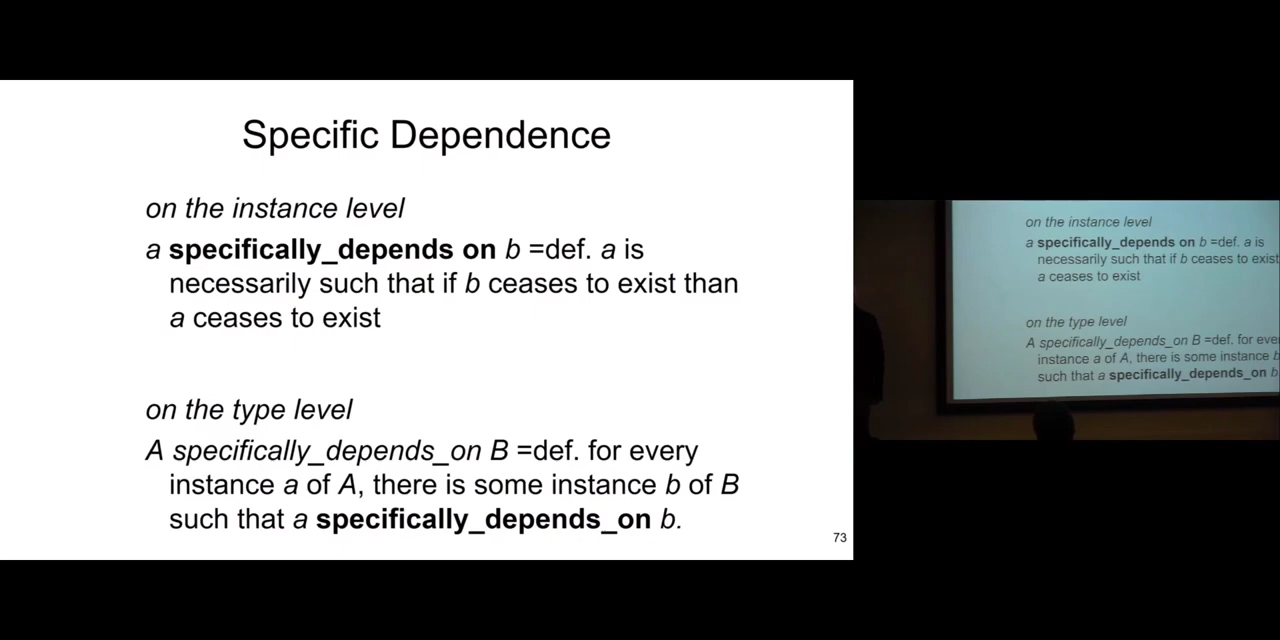 Specific Dependence
on the instance level
a specifically_depends on b =def. a is
necessarily such that if b ceases to exist than
a ceases to exist
on the type level
A specifically_depends_on B =def. for every
instance a of A, there is some instance b of B
such that a specifically_depends_on b.
73
on the instance level
a specifically_depends on b =def. a is
necessarily such that if b ceases to exist
a ceases to exist
on the type level
A specifically_depends_on B =def. for
instance a of A, there is some instance b
such that a specifically_depends_on b